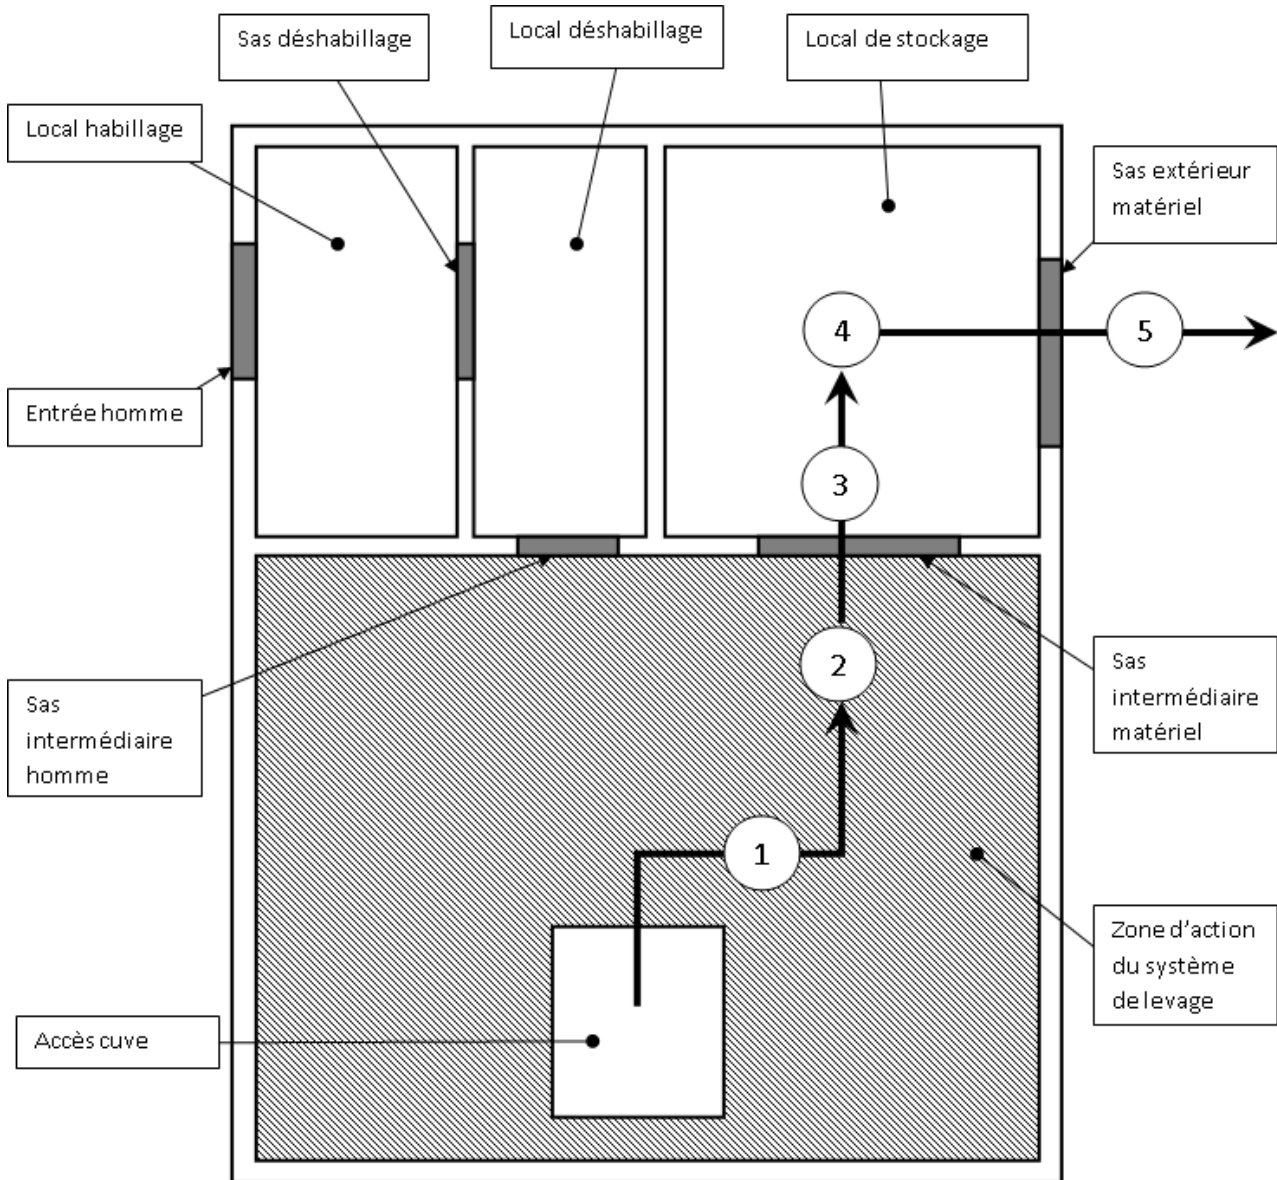 Sas déshabillage
Local déshabillage
Local de stockage
Local habillage
Sas extérieur
matériel
4
5
Entrée homme
3
2
Sas
intermédiaire
homme
Sas
intermédiaire
matériel
1
Zone d'action
du système
de levage
Accès cuve